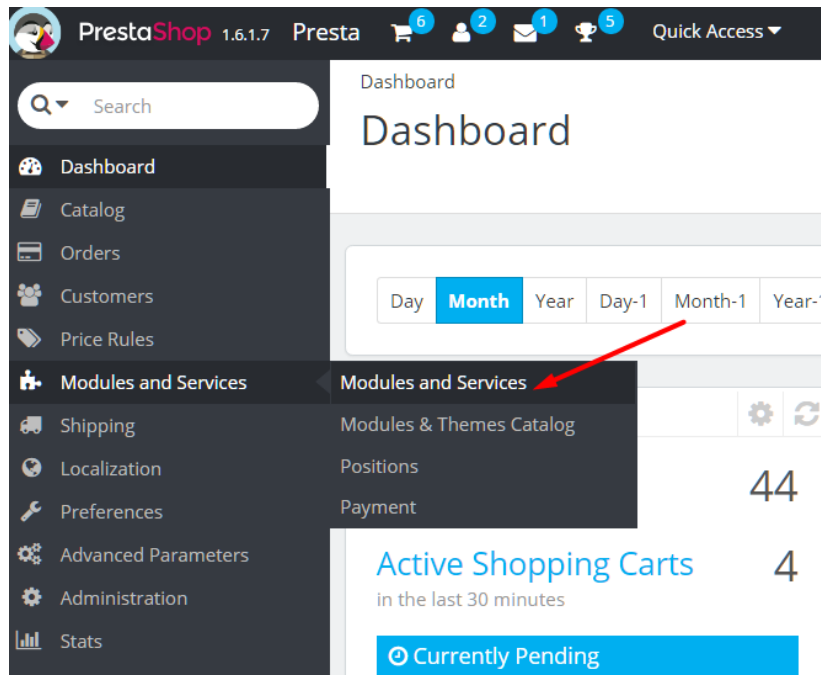 PrestaShop 1.6.1.7 Presta 6 2 1 5 Quick Access
Search
Dashboard
Catalog
Orders
Customers
Price Rules
Modules and Services
Shipping
Localization
Preferences
Advanced Parameters
Administration
Stats
Dashboard
Dashboard
Day Month Year Day-1 Month-1 Year-1
Modules and Services
Modules & Themes Catalog
Positions
Payment
44
Active Shopping Carts 4
in the last 30 minutes
Currently Pending